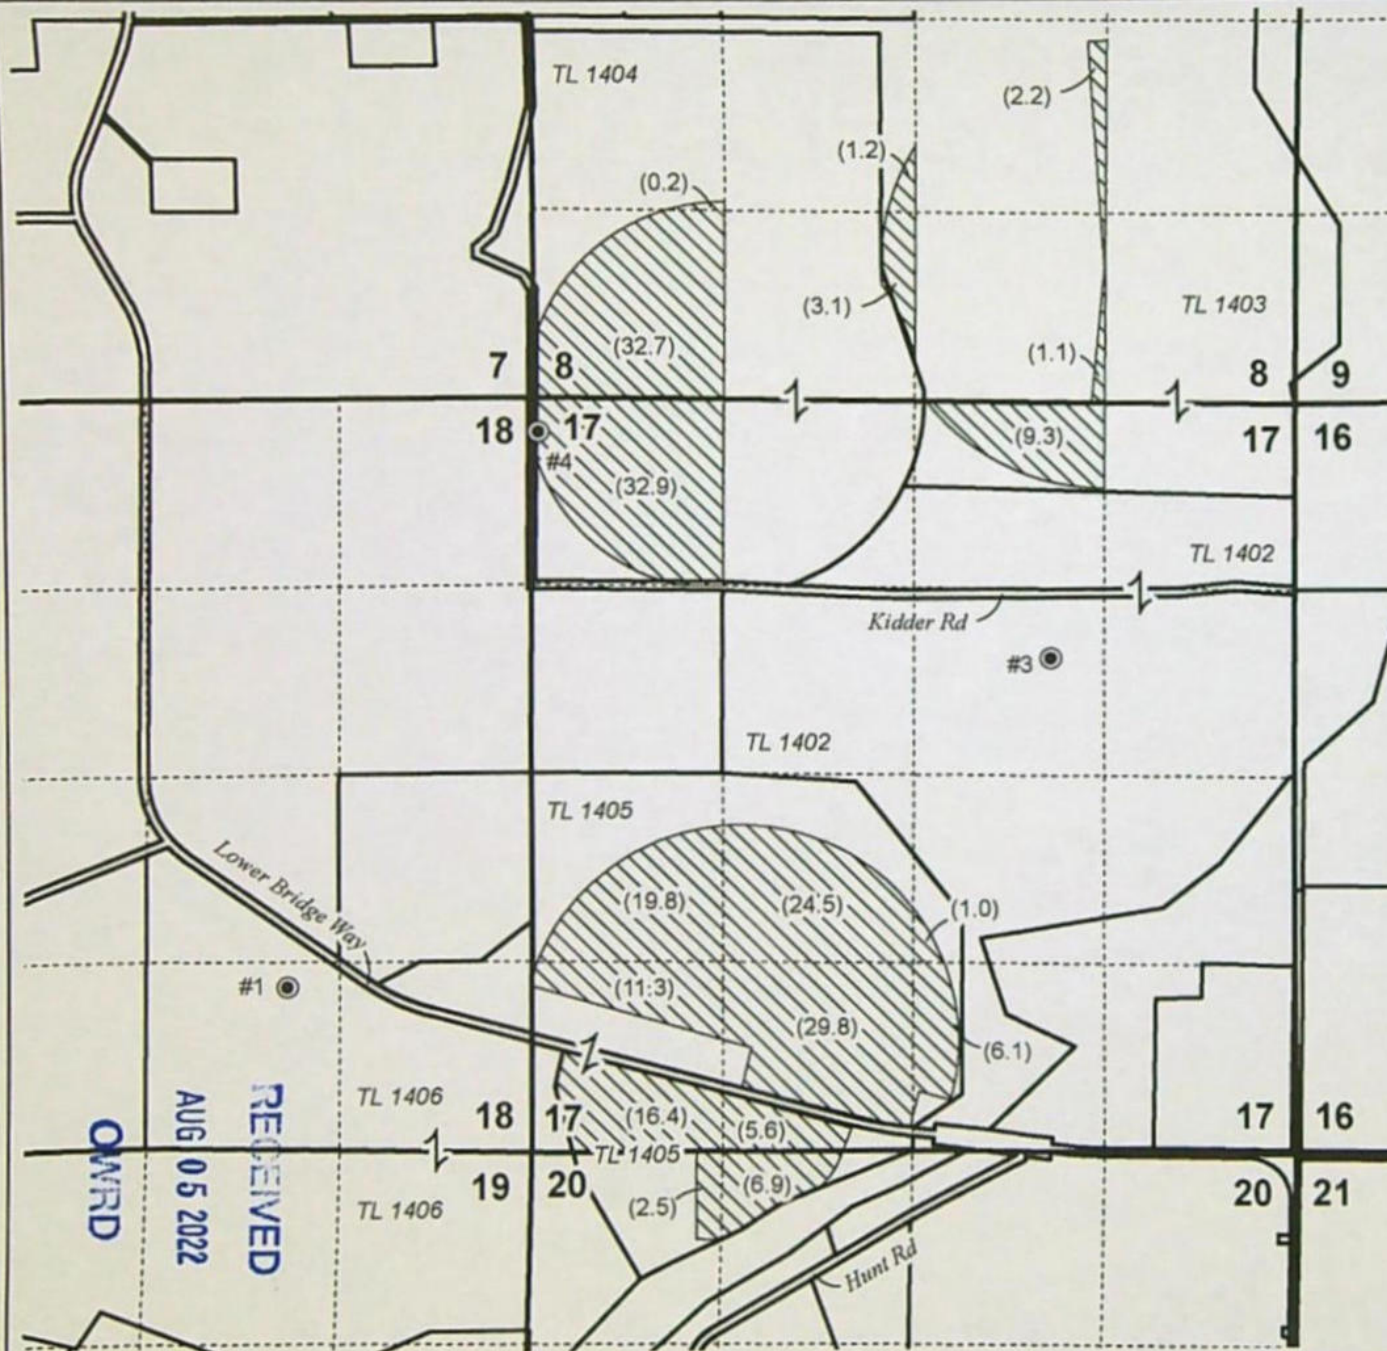 TL 1404
(2.2)
(1.2)
(0.2)
(3.1)
TL 1403
(32.7)
(1.1)
7 8
8 9
18 17
17 16
(9.3)
#4
(32.9)
TL 1402
Kidder Rd
#3
TL 1402
TL 1405
Lower Bridge Way
(19.8)
(24.5)
(1.0)
#1
(11.3)
(29.8)
(6.1)
TL 1406
18 17
(16.4)
(5.6)
17 16
TL 1405
19 20
(6.9)
20 21
(2.5)
TL 1406
Hunt Rd
RECEIVED
AUG 05 2022
OWRD